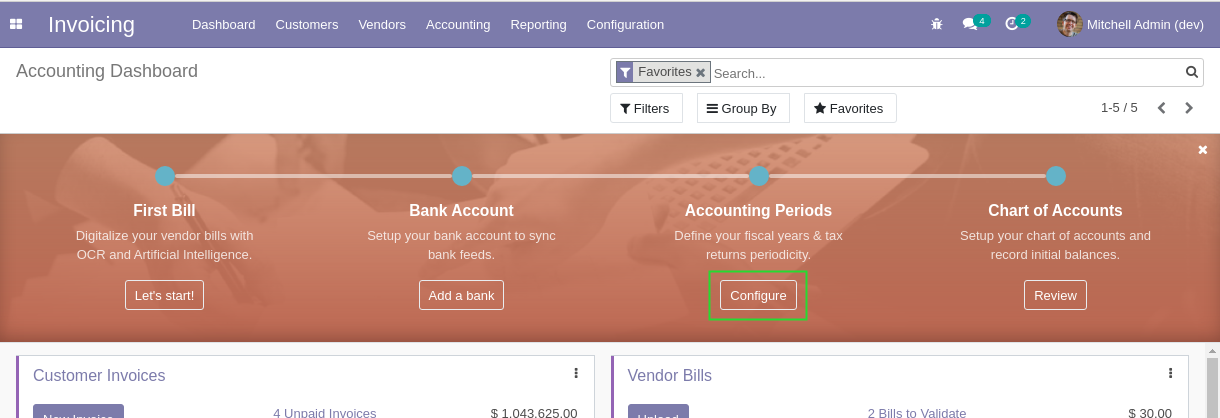 Invoicing Dashboard Customers Vendors Accounting Reporting Configuration 4 2 Mitchell Admin (dev)
Accounting Dashboard
Favorites Search...
Filters Group By Favorites 1-5 / 5
First Bill
Digitalize your vendor bills with
OCR and Artificial Intelligence.
Let's start!
Bank Account
Setup your bank account to sync
bank feeds.
Add a bank
Accounting Periods
Define your fiscal years & tax
returns periodicity.
Configure
Chart of Accounts
Setup your chart of accounts and
record initial balances.
Review
Customer Invoices
New Invoice 4 Unpaid Invoices $ 1,043,625.00
Vendor Bills
Upload 2 Bills to Validate $ 30.00